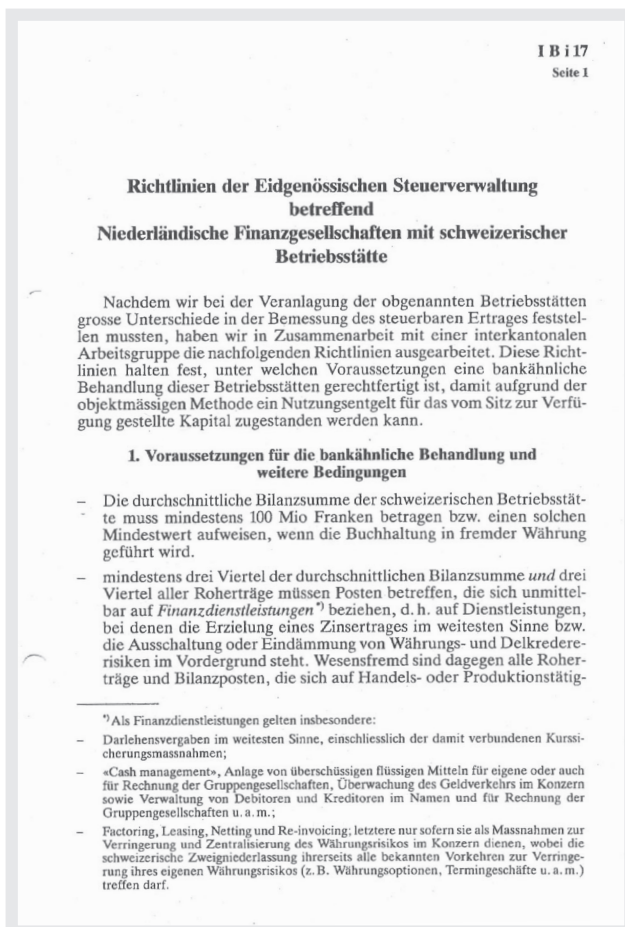 I B i 17
Seite 1
Richtlinien der Eidgenössischen Steuerverwaltung
betreffend
Niederländische Finanzgesellschaften mit schweizerischer
Betriebsstätte
Nachdem wir bei der Veranlagung der obgenannten Betriebsstätten
grosse Unterschiede in der Bemessung des steuerbaren Ertrages feststel-
len mussten, haben wir in Zusammenarbeit mit einer interkantonalen
Arbeitsgruppe die nachfolgenden Richtlinien ausgearbeitet. Diese Richt-
linien halten fest, unter welchen Voraussetzungen eine bankähnliche
Behandlung dieser Betriebsstätten gerechtfertigt ist, damit aufgrund der
objektmässigen Methode ein Nutzungsentgelt für das vom Sitz zur Verfü-
gung gestellte Kapital zugestanden werden kann.
1. Voraussetzungen für die bankähnliche Behandlung und
weitere Bedingungen
– Die durchschnittliche Bilanzsumme der schweizerischen Betriebsstät-
te muss mindestens 100 Mio Franken betragen bzw. einen solchen
Mindestwert aufweisen, wenn die Buchhaltung in fremder Währung
geführt wird.
– mindestens drei Viertel der durchschnittlichen Bilanzsumme und drei
Viertel aller Roherträge müssen Posten betreffen, die sich unmittel-
bar auf Finanzdienstleistungen*) beziehen, d. h. auf Dienstleistungen,
bei denen die Erzielung eines Zinsertrages im weitesten Sinne bzw.
die Ausschaltung oder Eindämmung von Währungs- und Delkredere-
risiken im Vordergrund steht. Wesensfremd sind dagegen alle Roher-
träge und Bilanzposten, die sich auf Handels- oder Produktionstätig-
*) Als Finanzdienstleistungen gelten insbesondere:
– Darlehensvergaben im weitesten Sinne, einschliesslich der damit verbundenen Kurssi-
cherungsmassnahmen;
– «Cash management», Anlage von überschüssigen flüssigen Mitteln für eigene oder auch
für Rechnung der Gruppengesellschaften, Überwachung des Geldverkehrs im Konzern
sowie Verwaltung von Debitoren und Kreditoren im Namen und für Rechnung der
Gruppengesellschaften u. a. m.;
– Factoring, Leasing, Netting und Re-invoicing; letztere nur sofern sie als Massnahmen zur
Verringerung und Zentralisierung des Währungsrisikos im Konzern dienen, wobei die
schweizerische Zweigniederlassung ihrerseits alle bekannten Vorkehren zur Verringe-
rung ihres eigenen Währungsrisikos (z. B. Währungsoptionen, Termingeschäfte u. a. m.)
treffen darf.